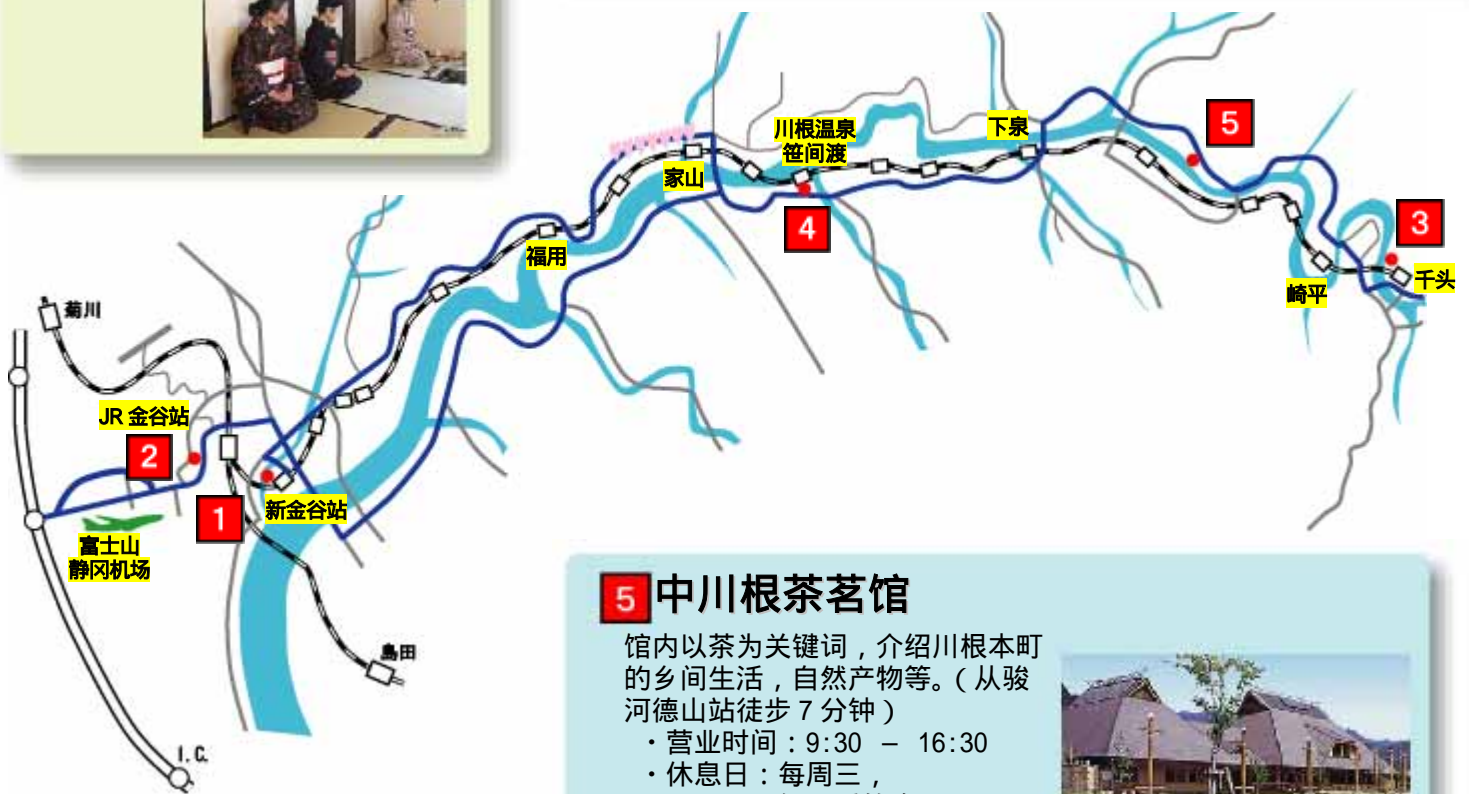 川根温泉
笹间渡
下泉
5
家山
4
3
福用
崎平
千头
菊川
JR 金谷站
2
1
新金谷站
富士山
静冈机场
島田
I.C.
5 中川根茶茗馆
馆内以茶为关键词，介绍川根本町
的乡间生活，自然产物等。（从骏
河德山站徒步 7 分钟）
・营业时间：9:30 – 16:30
・休息日：每周三，